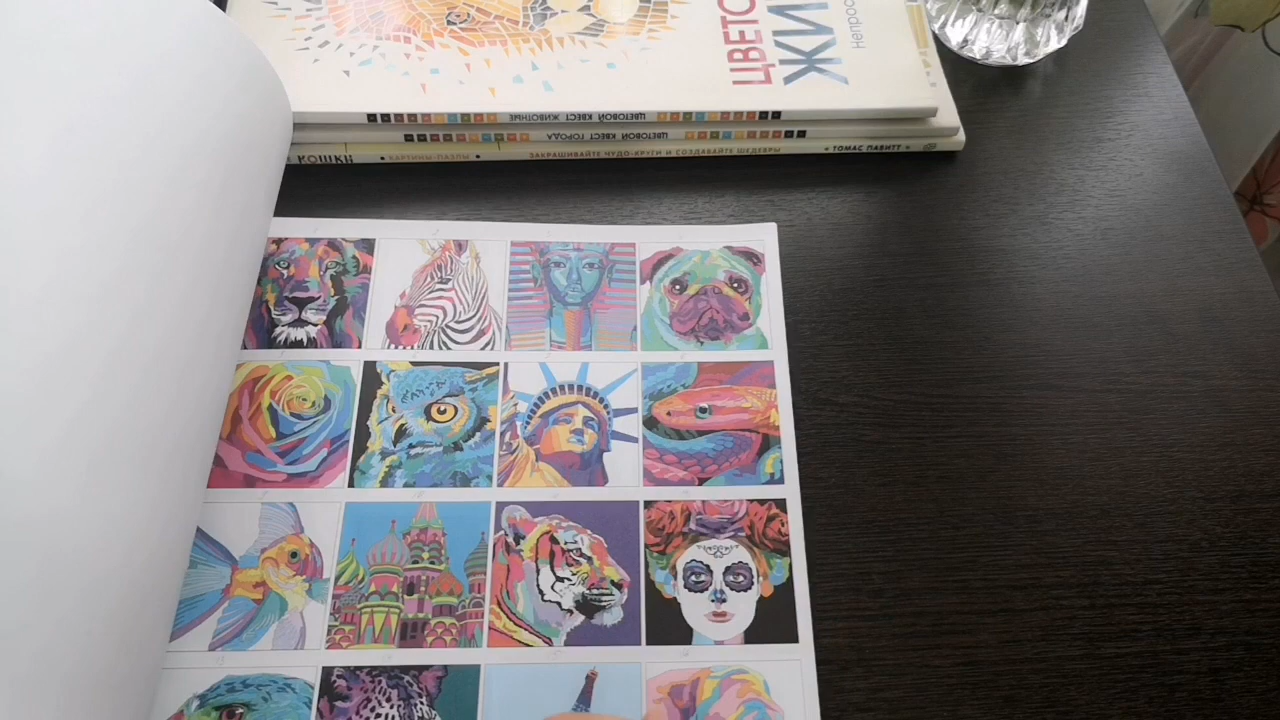 ЦВЕТО
ЖИ
Непрос
ЦВЕТОВОЙ КВЕСТ ЖИВОТНЫЕ
ЦВЕТОВОЙ КВЕСТ ГОРОДА
КОШКИ • КАРТИНЫ-ПАЗЛЫ • ЗАКРАШИВАЙТЕ ЧУДО-КРУГИ И СОЗДАВАЙТЕ ШЕДЕВРЫ • ТОМАС ПАВИТТ •